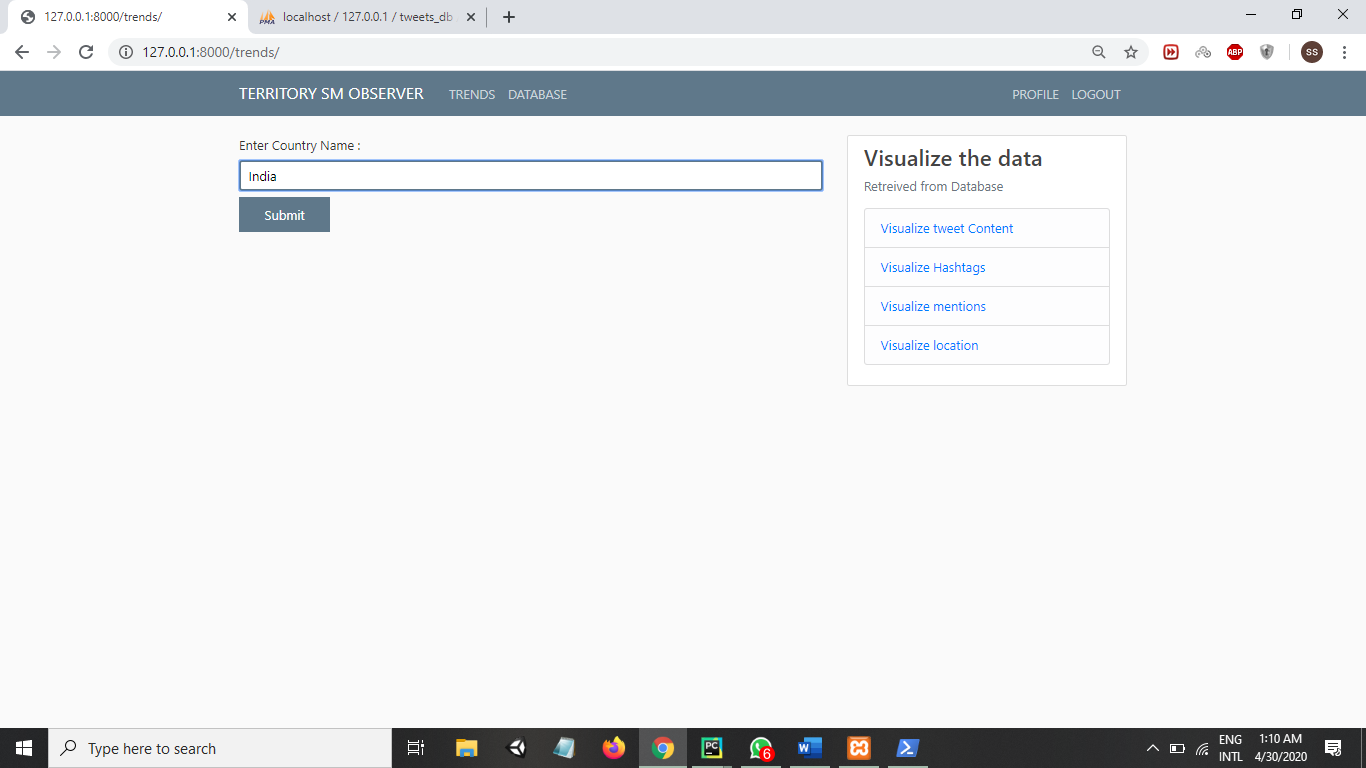 127.0.0.1:8000/trends/
PMA
localhost / 127.0.0.1 / tweets_db
127.0.0.1:8000/trends/
ABP
SS
TERRITORY SM OBSERVER
TRENDS
DATABASE
PROFILE
LOGOUT
Enter Country Name :
India
Submit
Visualize the data
Retreived from Database
Visualize tweet Content
Visualize Hashtags
Visualize mentions
Visualize location
Type here to search
PC
6
W
ENG
INTL
1:10 AM
4/30/2020